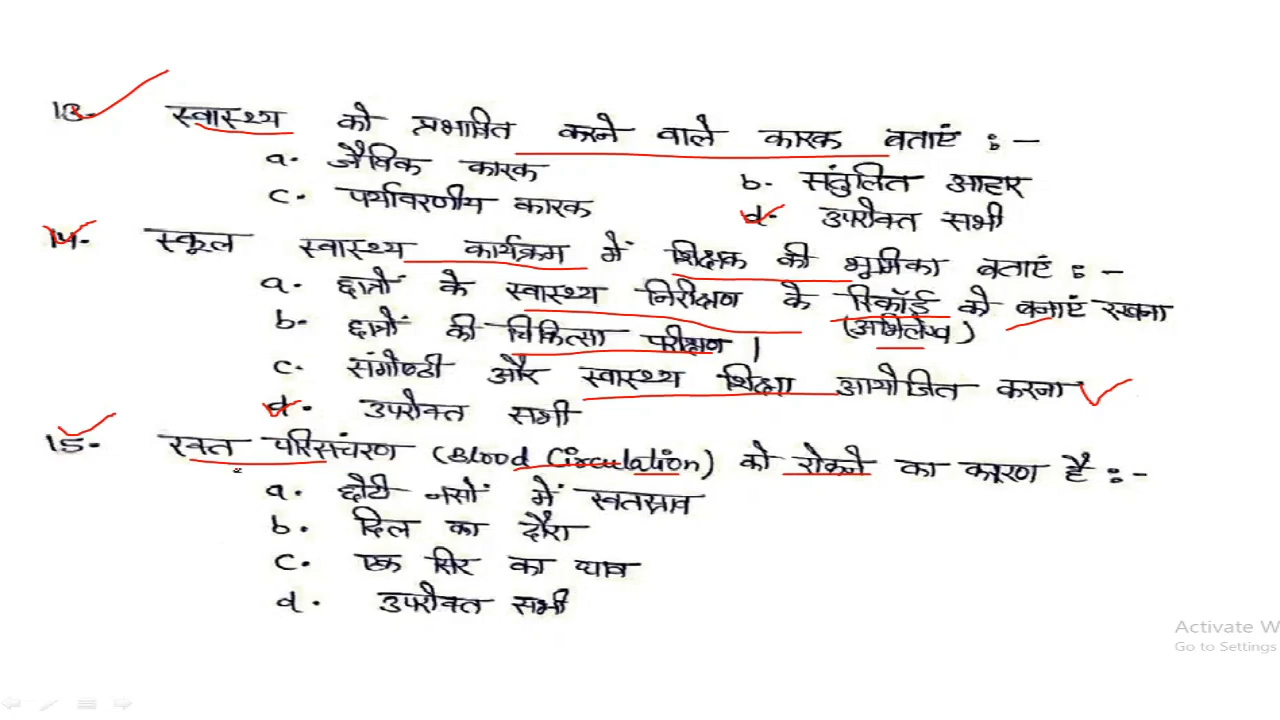 13. स्वास्थ्य को प्रभावित करने वाले कारक बताएं :-
a. जैविक कारक
b. संतुलित आहार
c. पर्यावरणीय कारक
d. उपरोक्त सभी
14. स्कूल स्वास्थ्य कार्यक्रम में शिक्षक की भूमिका बताएं :-
a. छात्रों के स्वास्थ्य निरीक्षण के रिकॉर्ड को बनाएं रखना
(अभिलेख)
b. छात्रों की चिकित्सा परीक्षण ।
c. संगोष्ठी और स्वास्थ्य शिक्षा आयोजित करना
d. उपरोक्त सभी
15. रक्त परिसंचरण (Blood Circulation) को रोकने का कारण है :-
a. छोटी नसों में रक्तस्राव
b. दिल का दौरा
c. एक सिर का घाव
d. उपरोक्त सभी
Activate W
Go to Settings